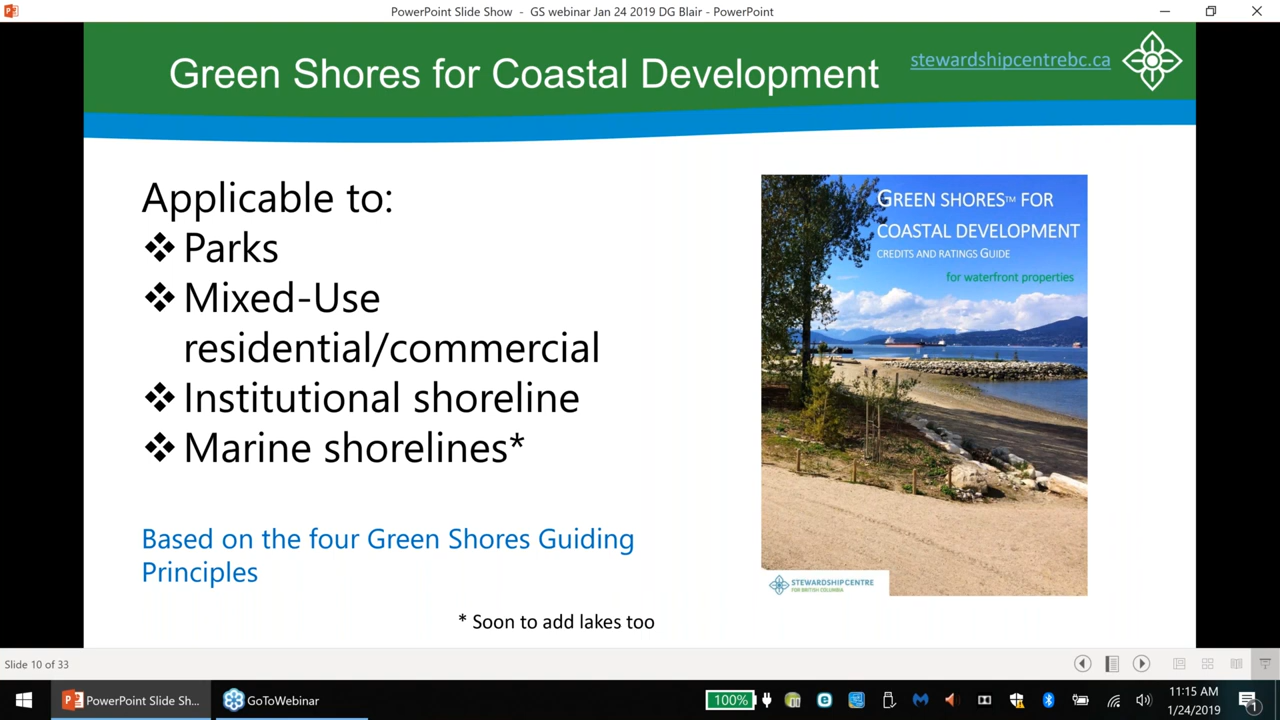 PowerPoint Slide Show - GS webinar Jan 24 2019 DG Blair - PowerPoint
Green Shores for Coastal Development
stewardshipcentrebc.ca
Applicable to:
❖ Parks
❖ Mixed-Use
residential/commercial
❖ Institutional shoreline
❖ Marine shorelines*
Based on the four Green Shores Guiding
Principles
* Soon to add lakes too
GREEN SHORES™ FOR
COASTAL DEVELOPMENT
CREDITS AND RATINGS GUIDE
for waterfront properties
STEWARDSHIP CENTRE
FOR BRITISH COLUMBIA
Slide 10 of 33
PowerPoint Slide Sh...
GoToWebinar
100%
11:15 AM
1/24/2019
1